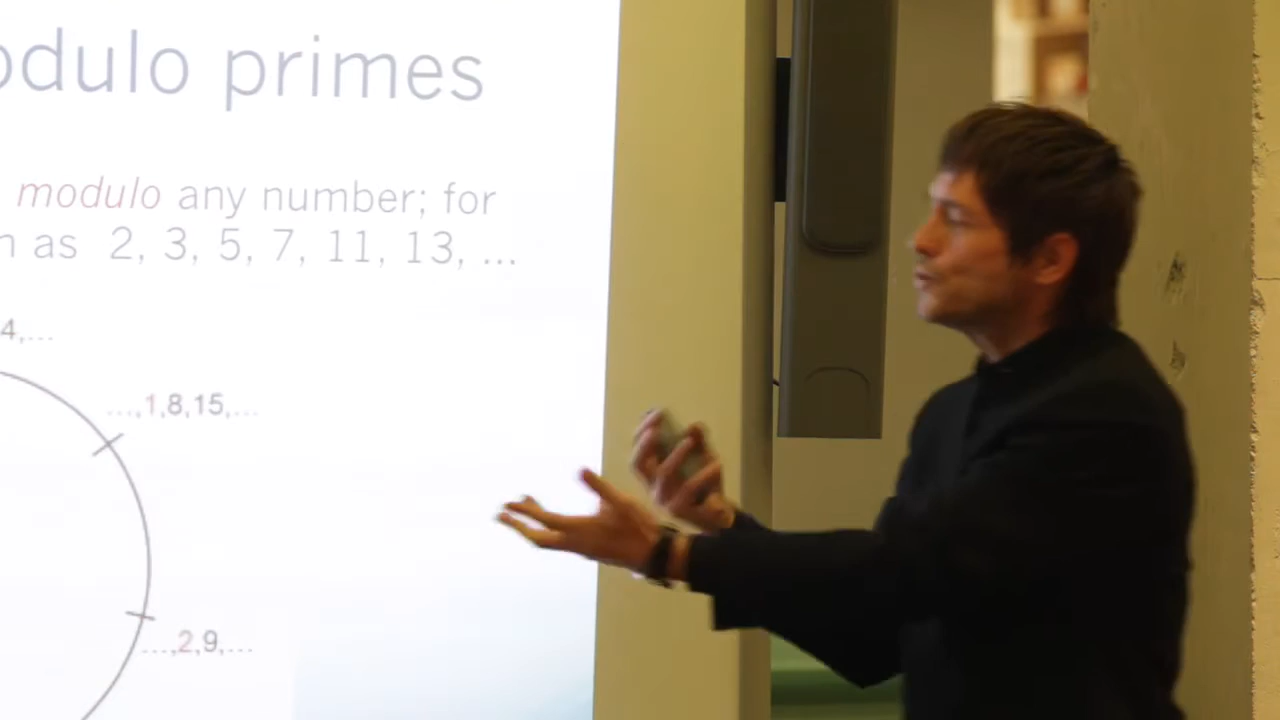 odulo primes
modulo any number; for
n as 2, 3, 5, 7, 11, 13, ...
4,...
...,1,8,15,...
...,2,9,...